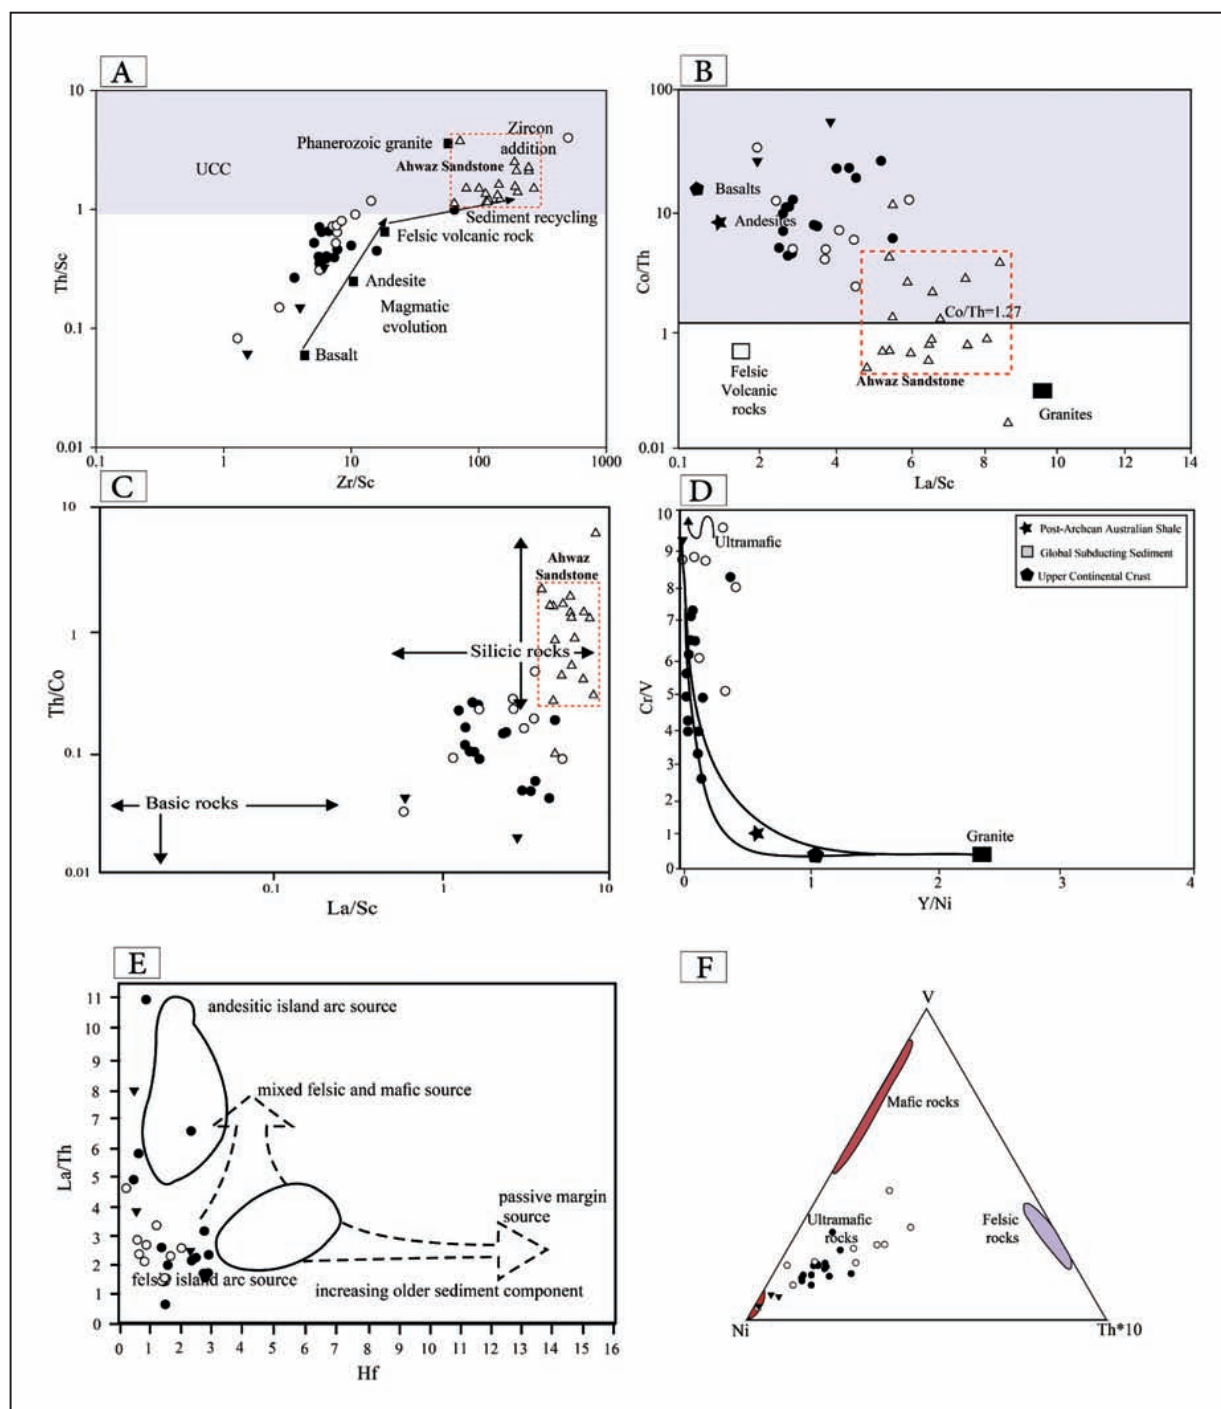 A
10
Phanerozoic granite
Zircon
addition
Ahwaz Sandstone
UCC
1
Sediment recycling
Felsic volcanic rock
Th/Sc
Andesite
Magmatic
evolution
0.1
Basalt
0.01
0.1
1
10
100
1000
Zr/Sc
B
100
Basalts
Andesites
10
Co/Th
Co/Th=1.27
1
Felsic
Volcanic
rocks
Ahwaz Sandstone
Granites
0.01
0.1
2
4
6
8
10
12
14
La/Sc
C
10
Ahwaz
Sandstone
1
Silicic rocks
Th/Co
0.1
Basic rocks
0.01
0.1
1
10
La/Sc
D
10
Ultramafic
Post-Archean Australian Shale
Global Subducting Sediment
Upper Continental Crust
9
8
7
6
5
Cr/V
4
3
2
1
0
Granite
0
1
2
3
4
Y/Ni
E
11
andesitic island arc source
10
9
8
mixed felsic and mafic source
7
6
La/Th
5
4
passive margin
source
3
2
felsic island arc source
increasing older sediment component
1
0
0 1 2 3 4 5 6 7 8 9 10 11 12 13 14 15 16
Hf
F
V
Mafic rocks
Ultramafic
rocks
Felsic
rocks
Ni
Th*10